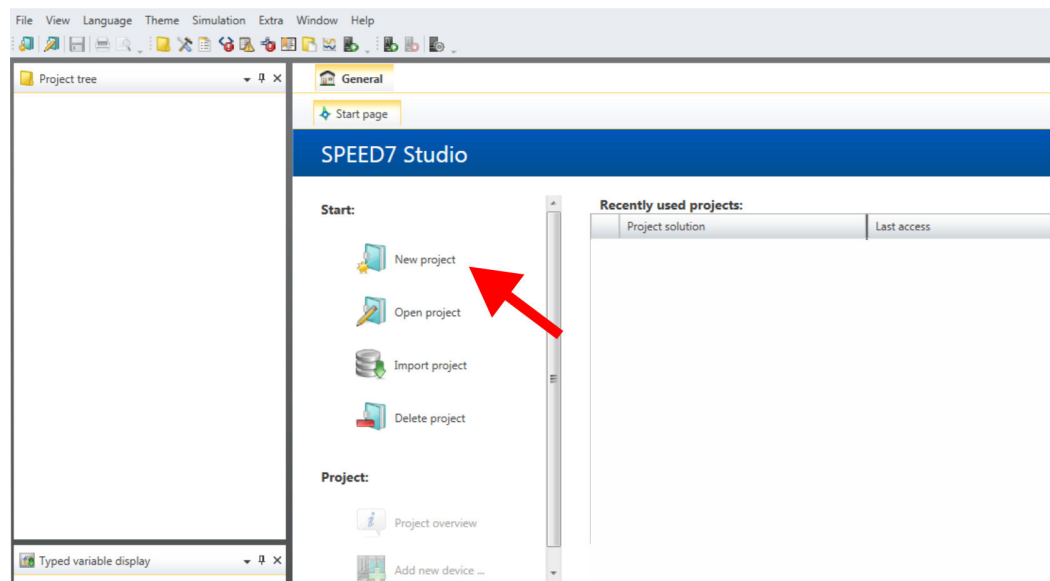 File View Language Theme Simulation Extra Window Help
Project tree
General
Start page
SPEED7 Studio
Start:
New project
Open project
Import project
Delete project
Project:
Project overview
Add new device ...
Recently used projects:
Project solution Last access
Typed variable display